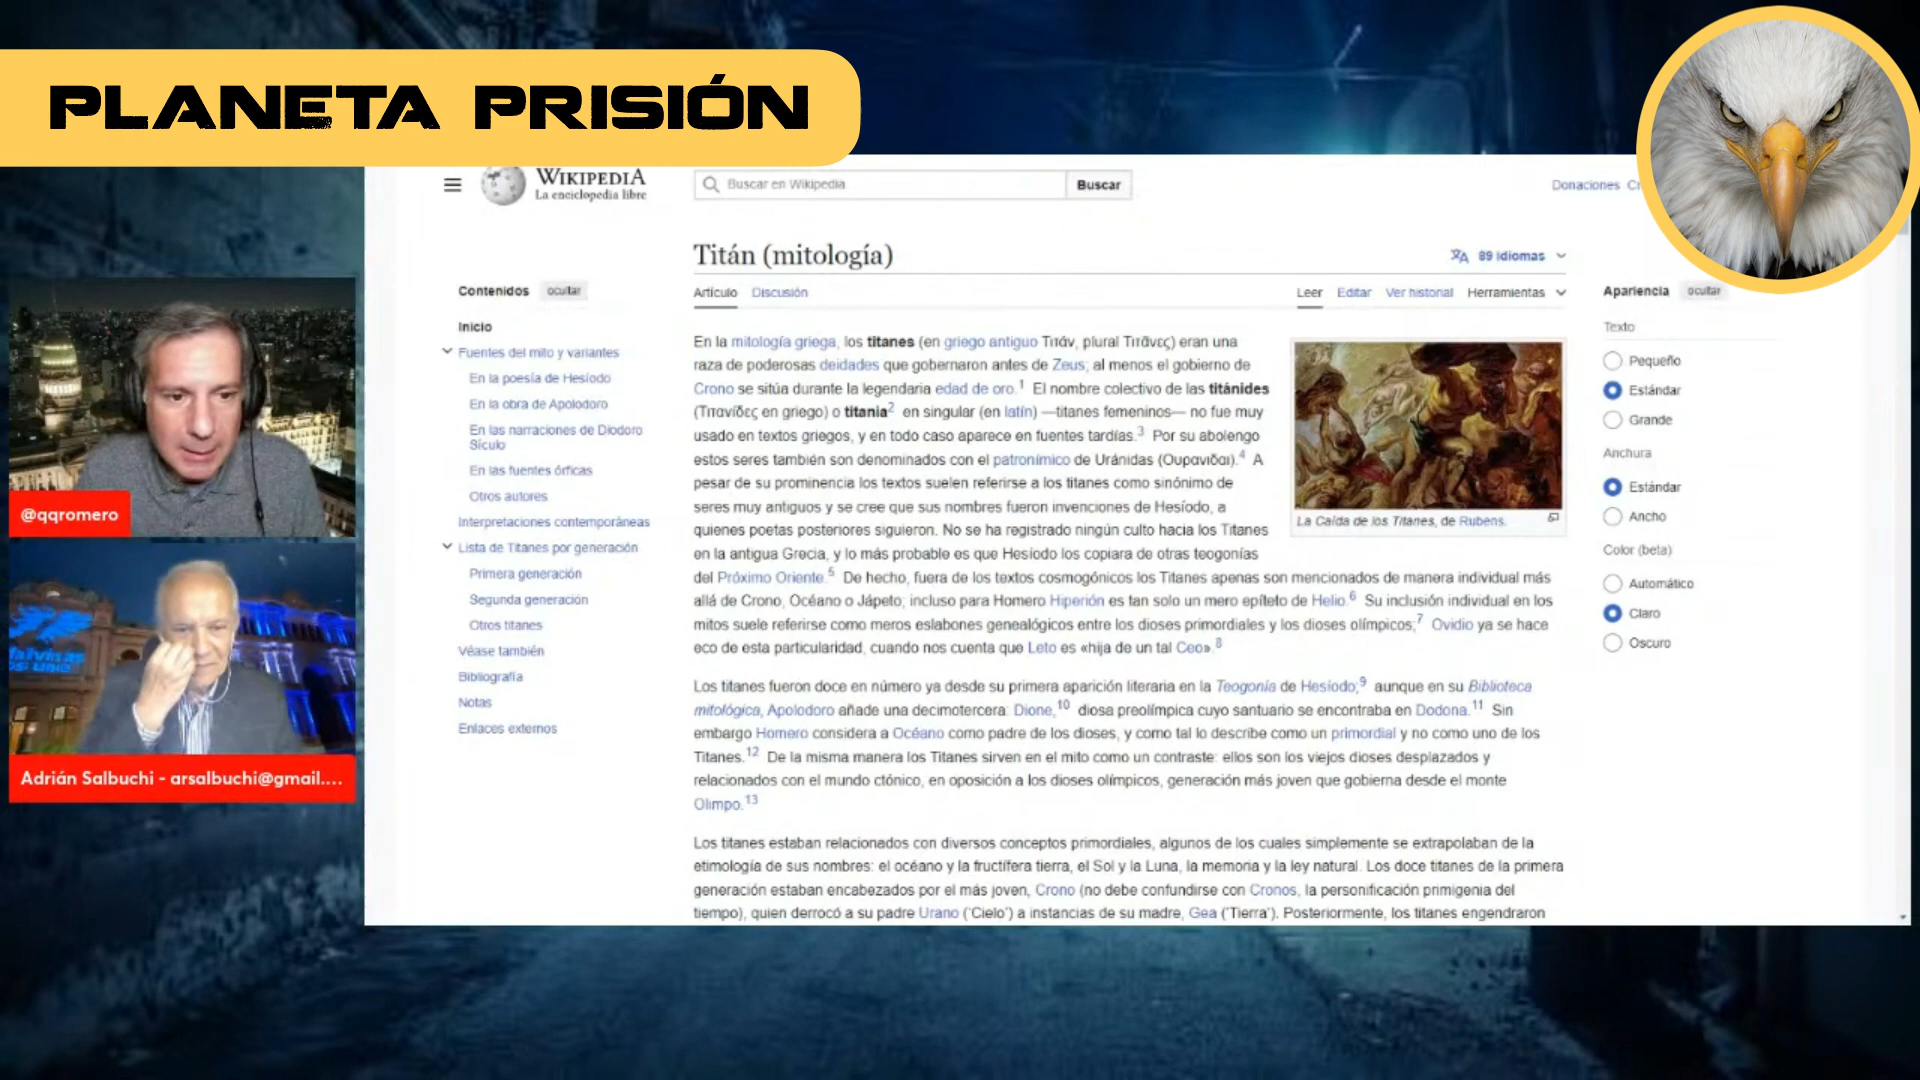 PLANETA PRISIÓN
WIKIPEDIA
La enciclopedia libre
Buscar en Wikipedia
Buscar
Donaciones
Titán (mitología)
89 idiomas
Artículo
Discusión
Leer
Editar
Ver historial
Herramientas
Contenidos
ocultar
Inicio
Fuentes del mito y variantes
En la poesía de Hesíodo
En la obra de Apolodoro
En las narraciones de Diodoro
Sículo
En las fuentes órficas
Otros autores
Interpretaciones contemporáneas
Lista de Titanes por generación
Primera generación
Segunda generación
Otros titanes
Véase también
Bibliografía
Notas
Enlaces externos
En la mitología griega, los titanes (en griego antiguo Τιτάν, plural Τιτᾶνες) eran una
raza de poderosas deidades que gobernaron antes de Zeus; al menos el gobierno de
Crono se sitúa durante la legendaria edad de oro.1 El nombre colectivo de las titánides
(Τιτανίδες en griego) o titania2 en singular (en latín) —titanes femeninos— no fue muy
usado en textos griegos, y en todo caso aparece en fuentes tardías.3 Por su abolengo
estos seres también son denominados con el patronímico de Uránidas (Ουρανιδαι).4 A
pesar de su prominencia los textos suelen referirse a los titanes como sinónimo de
seres muy antiguos y se cree que sus nombres fueron invenciones de Hesíodo, a
quienes poetas posteriores siguieron. No se ha registrado ningún culto hacia los Titanes
en la antigua Grecia, y lo más probable es que Hesíodo los copiara de otras teogonías
del Próximo Oriente.5 De hecho, fuera de los textos cosmogónicos los Titanes apenas son mencionados de manera individual más
allá de Crono, Océano o Jápeto; incluso para Homero Hiperión es tan solo un mero epíteto de Helio.6 Su inclusión individual en los
mitos suele referirse como meros eslabones genealógicos entre los dioses primordiales y los dioses olímpicos;7 Ovidio ya se hace
eco de esta particularidad, cuando nos cuenta que Leto es «hija de un tal Ceo».8
La Caída de los Titanes, de Rubens.
Los titanes fueron doce en número ya desde su primera aparición literaria en la Teogonía de Hesíodo;9 aunque en su Biblioteca
mitológica, Apolodoro añade una decimotercera: Dione,10 diosa preolímpica cuyo santuario se encontraba en Dodona.11 Sin
embargo Homero considera a Océano como padre de los dioses, y como tal lo describe como un primordial y no como uno de los
Titanes.12 De la misma manera los Titanes sirven en el mito como un contraste: ellos son los viejos dioses desplazados y
relacionados con el mundo ctónico, en oposición a los dioses olímpicos, generación más joven que gobierna desde el monte
Olimpo.13
Los titanes estaban relacionados con diversos conceptos primordiales, algunos de los cuales simplemente se extrapolaban de la
etimología de sus nombres: el océano y la fructífera tierra, el Sol y la Luna, la memoria y la ley natural. Los doce titanes de la primera
generación estaban encabezados por el más joven, Crono (no debe confundirse con Cronos, la personificación primigenia del
tiempo), quien derrocó a su padre Urano ('Cielo') a instancias de su madre, Gea ('Tierra'). Posteriormente, los titanes engendraron
Apariencia
ocultar
Texto
Pequeño
Estándar
Grande
Anchura
Estándar
Ancho
Color (beta)
Automático
Claro
Oscuro
@qqromero
Adrián Salbuchi - arsalbuchi@gmail....